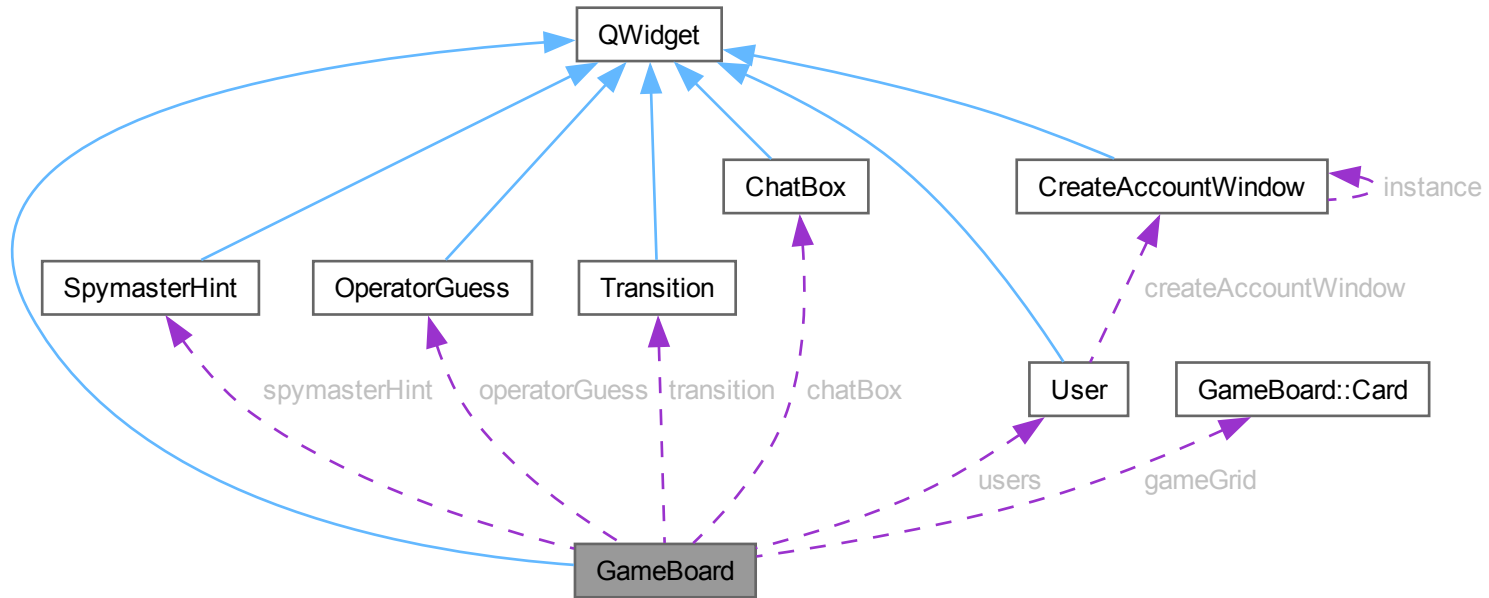 QWidget
ChatBox
CreateAccountWindow
instance
SpymasterHint
OperatorGuess
Transition
createAccountWindow
spymasterHint
operatorGuess
transition
chatBox
User
GameBoard::Card
users
gameGrid
GameBoard